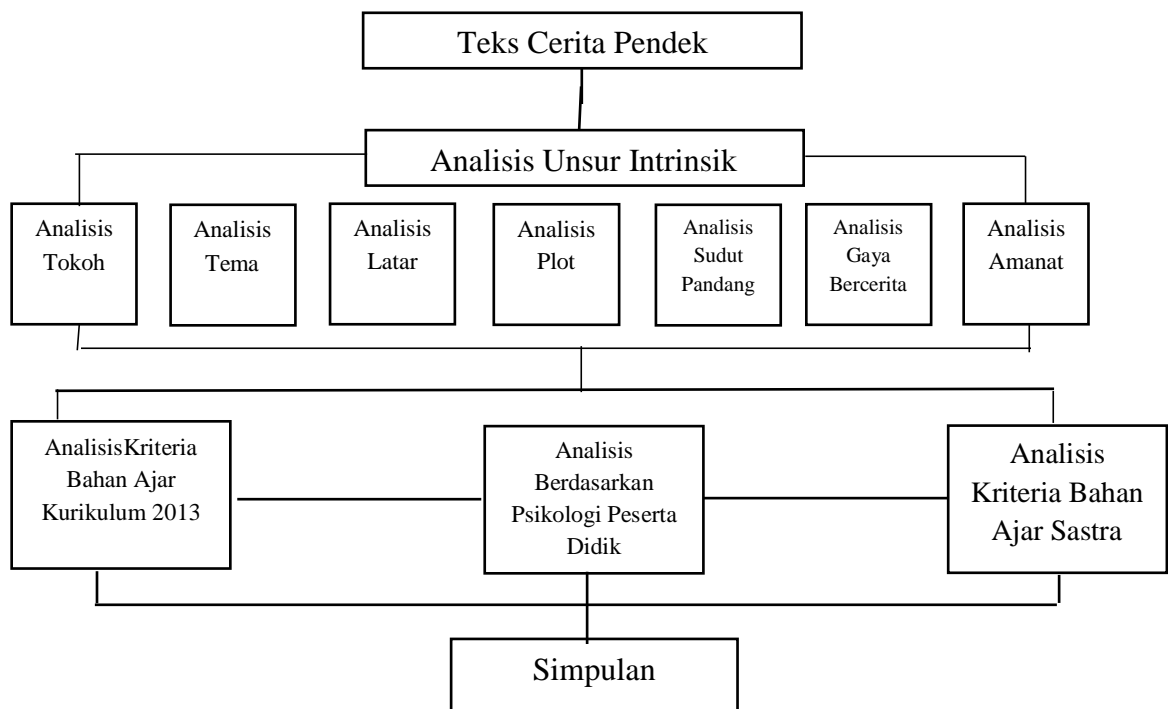 Teks Cerita Pendek
Analisis Unsur Intrinsik
Analisis
Tokoh
Analisis
Tema
Analisis
Latar
Analisis
Plot
Analisis
Sudut
Pandang
Analisis
Gaya
Bercerita
Analisis
Amanat
AnalisisKriteria
Bahan Ajar
Kurikulum 2013
Analisis
Berdasarkan
Psikologi Peserta
Didik
Analisis
Kriteria Bahan
Ajar Sastra
Simpulan